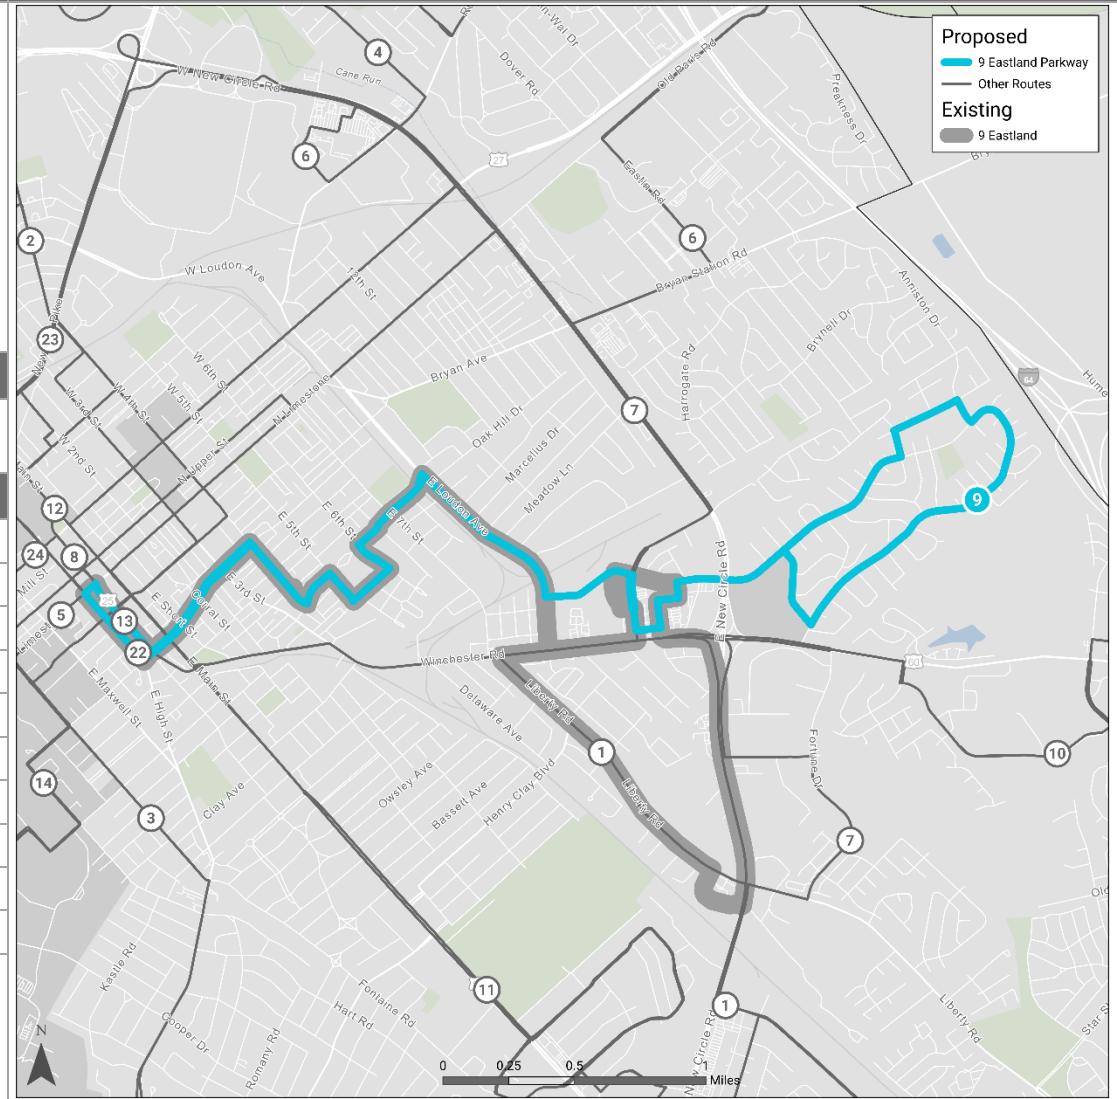 Proposed
9 Eastland Parkway
Other Routes
Existing
9 Eastland
4
W New Circle Rd
Cane Run
Dover Rd
Old Paris Rd
Preakness Dr
6
27
Eastin Rd
2
6
W Loudon Ave
12th St
Bryan Station Rd
Anniston Dr
23
Brynell Dr
Bryan Ave
Harrogate Rd
64
W 6th St
W 5th St
W 4th St
W 3rd St
N Limestone
7
Oak Hill Dr
Marcellus Dr
Meadow Ln
W 2nd St
N Upper St
E Loudon Ave
9
12
E 5th St
E 6th St
E 7th St
24
8
Mill St
E 3rd St
E New Circle Rd
25
5
13
E Short St
Corral St
22
E Main St
Winchester Rd
60
E Maxwell St
E High St
Delaware Ave
Liberty Rd
1
10
Fortune Dr
14
Owsley Ave
Bassett Ave
Henry Clay Blvd
Liberty Rd
Clay Ave
3
7
Kastle Rd
11
Fontaine Rd
Hart Rd
1
Liberty Rd
Cooper Dr
Romany Rd
New Circle Rd
N
0
0.25
0.5
1
Miles